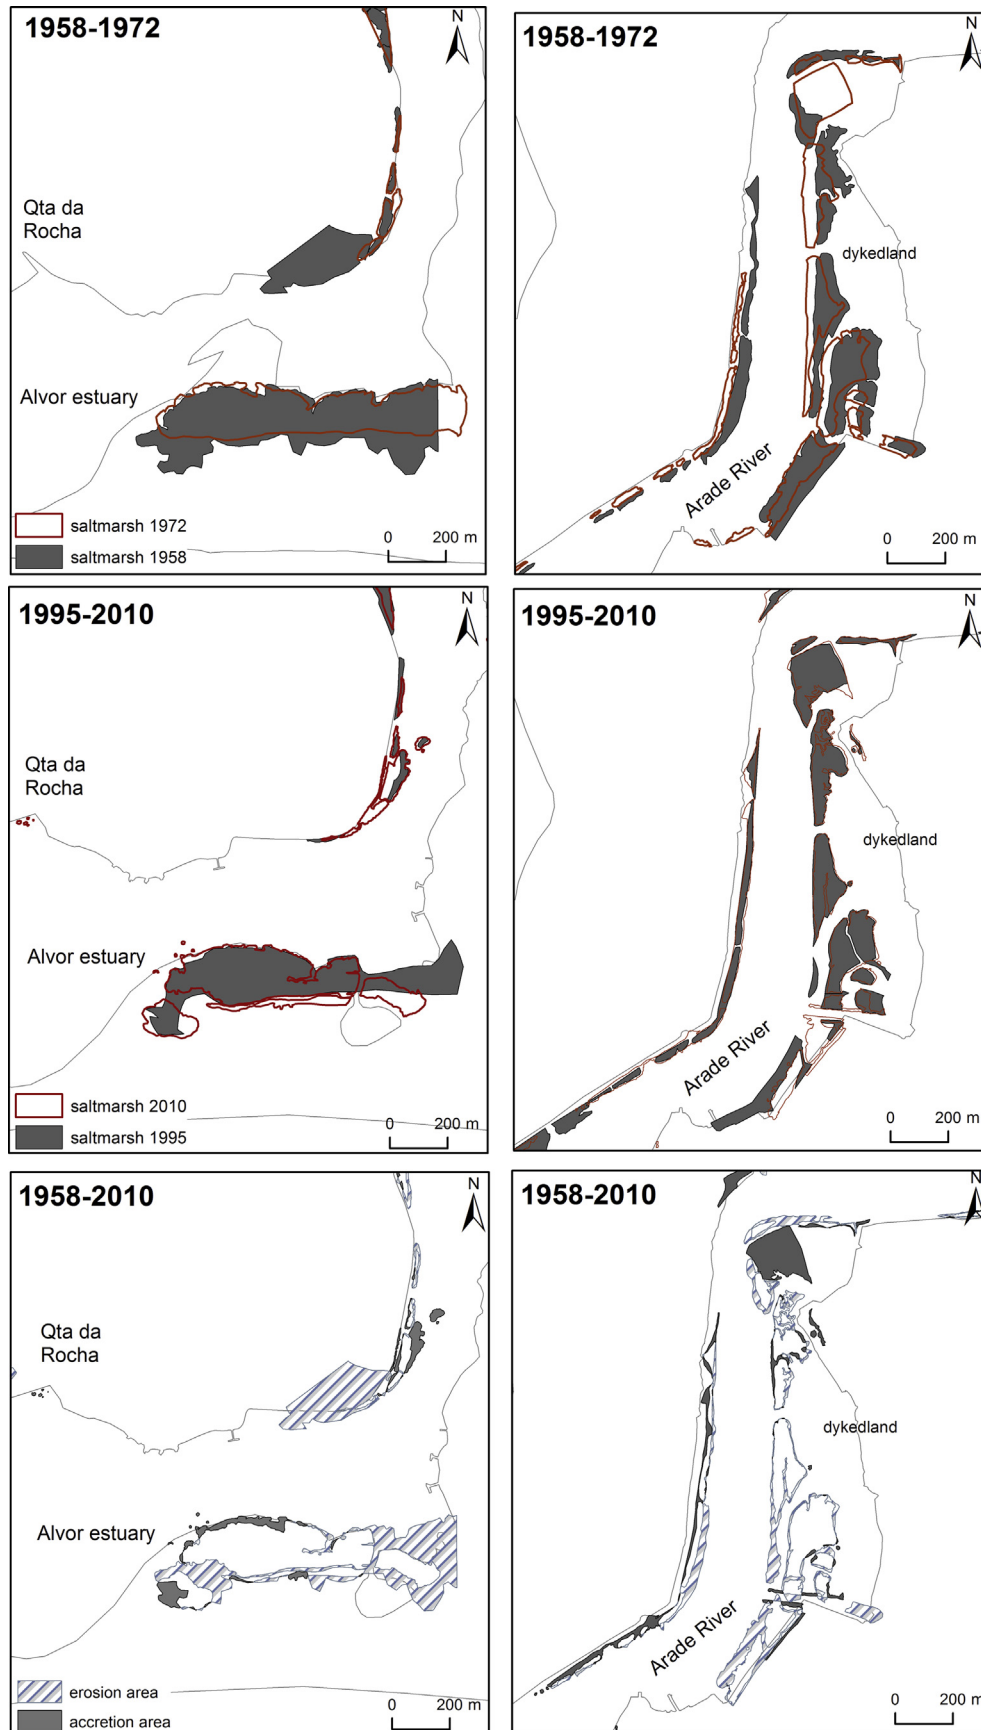 1958-1972
N
Qta da
Rocha
Alvor estuary
saltmarsh 1972
saltmarsh 1958
0 200 m
1958-1972
N
dykedland
Arade River
0 200 m
1995-2010
N
Qta da
Rocha
Alvor estuary
saltmarsh 2010
saltmarsh 1995
0 200 m
1995-2010
N
dykedland
Arade River
0 200 m
1958-2010
N
Qta da
Rocha
Alvor estuary
erosion area
accretion area
0 200 m
1958-2010
N
dykedland
Arade River
0 200 m